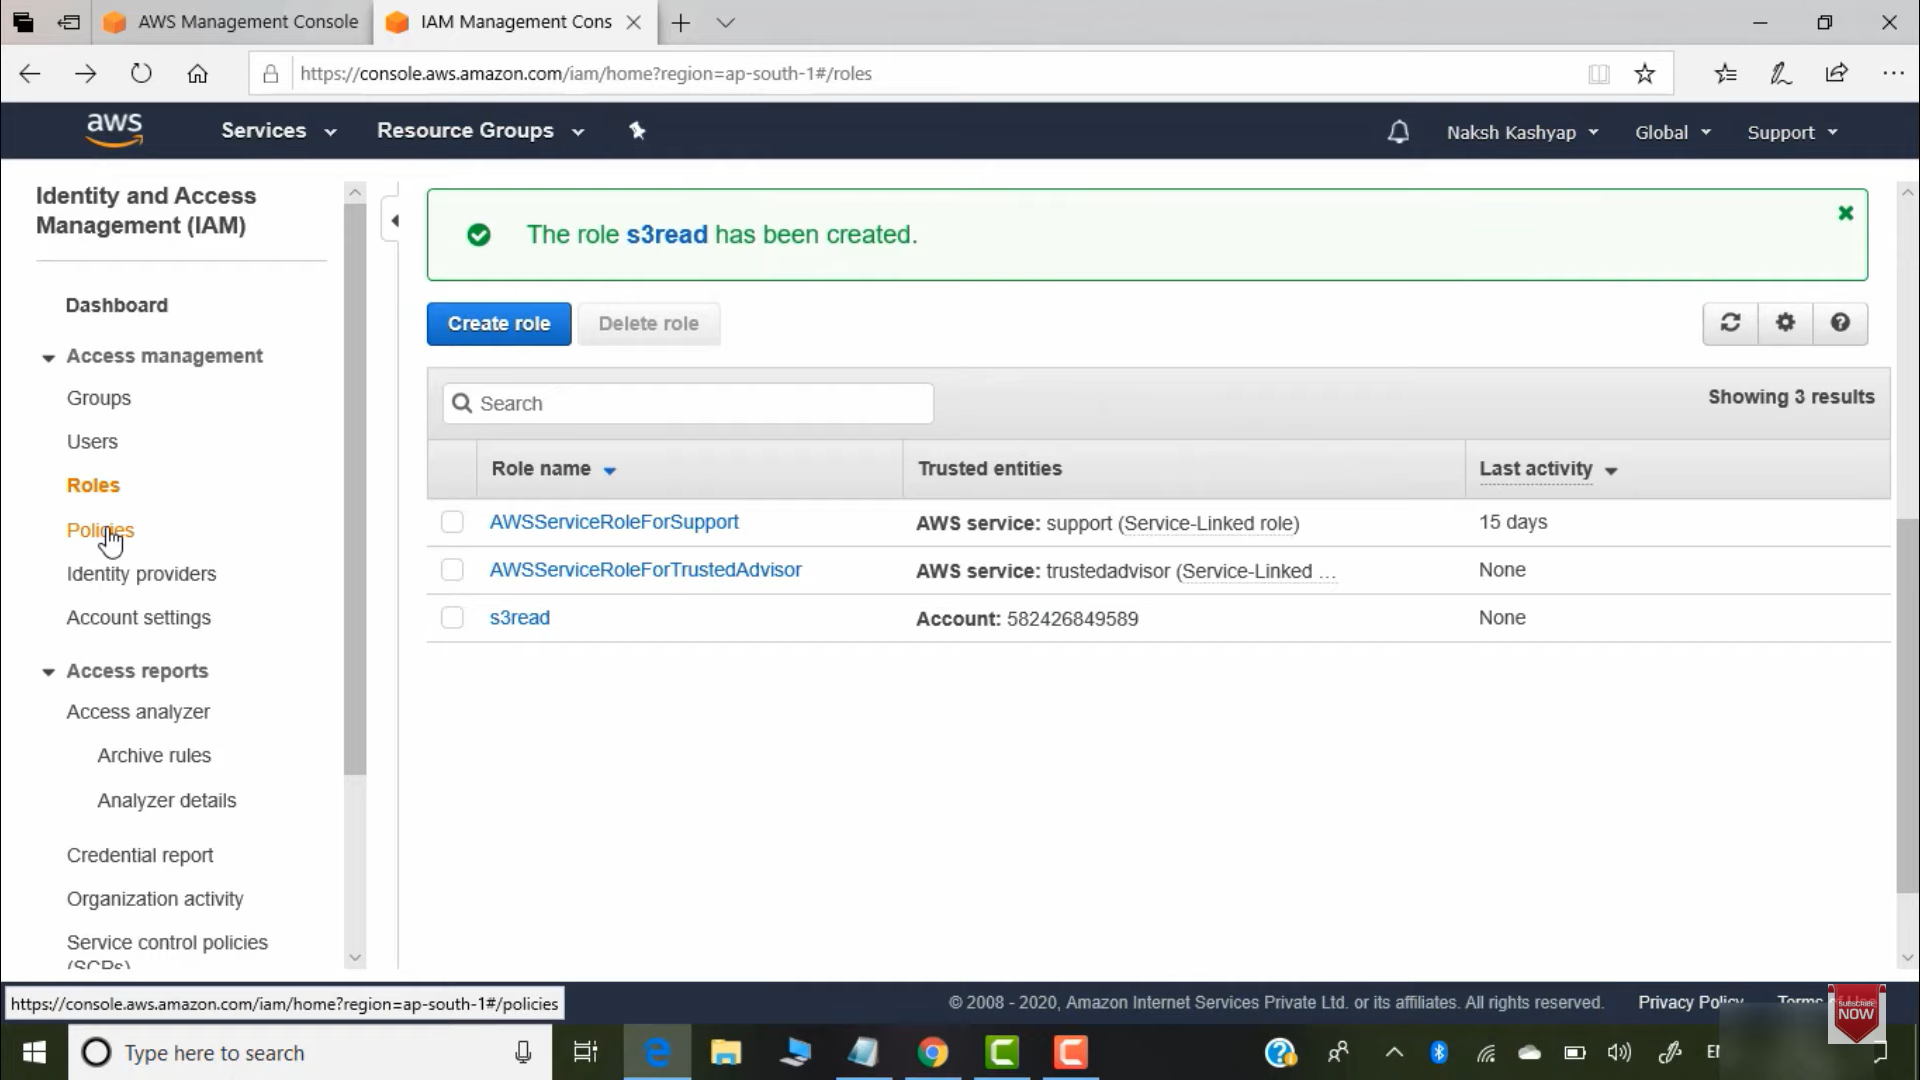 AWS Management Console
IAM Management Cons
https://console.aws.amazon.com/iam/home?region=ap-south-1#/roles
aws
Services
Resource Groups
Naksh Kashyap
Global
Support
Identity and Access
Management (IAM)
Dashboard
Access management
Groups
Users
Roles
Policies
Identity providers
Account settings
Access reports
Access analyzer
Archive rules
Analyzer details
Credential report
Organization activity
Service control policies
(SCPs)
The role s3read has been created.
Create role
Delete role
Search
Showing 3 results
Role name
Trusted entities
Last activity
AWSServiceRoleForSupport
AWS service: support (Service-Linked role)
15 days
AWSServiceRoleForTrustedAdvisor
AWS service: trustedadvisor (Service-Linked ...
None
s3read
Account: 582426849589
None
https://console.aws.amazon.com/iam/home?region=ap-south-1#/policies
© 2008 - 2020, Amazon Internet Services Private Ltd. or its affiliates. All rights reserved.
Privacy Policy
Terms of Use
SUBSCRIBE
NOW
Type here to search